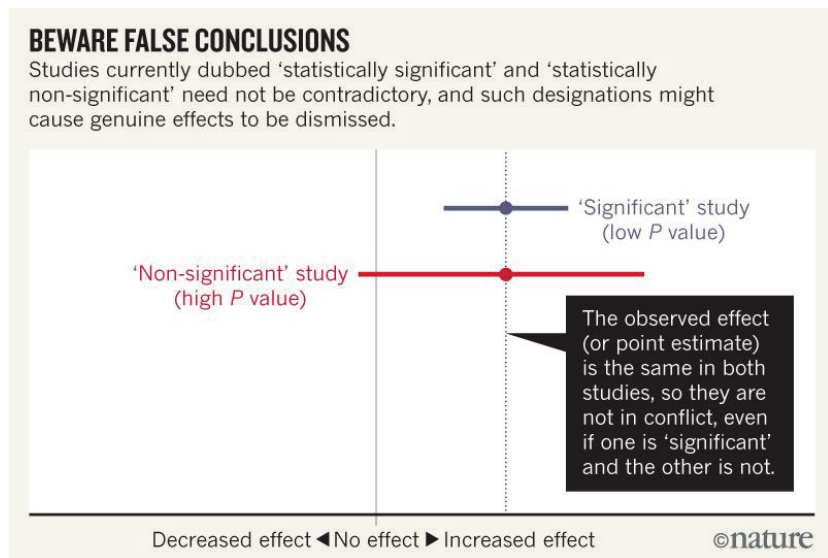 BEWARE FALSE CONCLUSIONS
Studies currently dubbed ‘statistically significant’ and ‘statistically
non-significant’ need not be contradictory, and such designations might
cause genuine effects to be dismissed.
‘Significant’ study
(low P value)
‘Non-significant’ study
(high P value)
The observed effect
(or point estimate)
is the same in both
studies, so they are
not in conflict, even
if one is ‘significant’
and the other is not.
Decreased effect ◀ No effect ▶ Increased effect
©nature